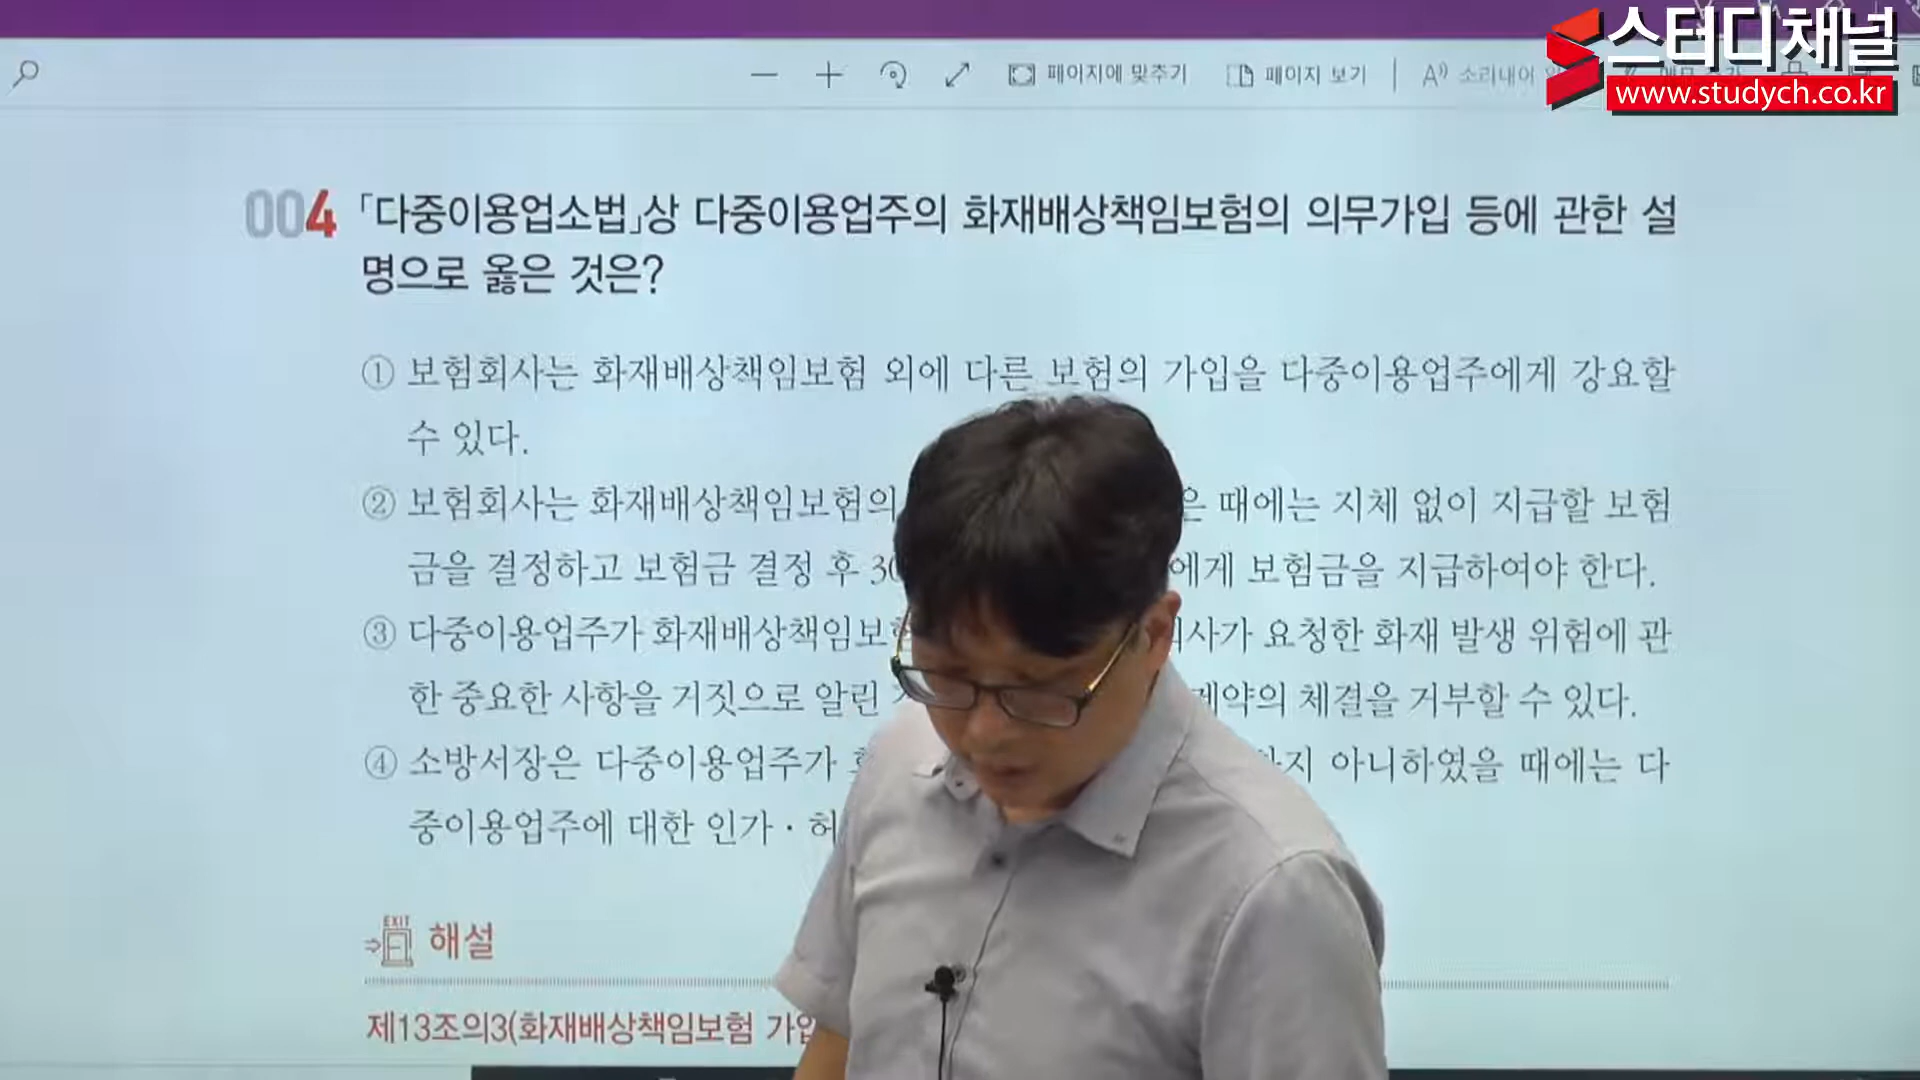 스터디채널
www.studych.co.kr
페이지에 맞추기 페이지 보기 A 소리내어
004 「다중이용업소법」상 다중이용업주의 화재배상책임보험의 의무가입 등에 관한 설
명으로 옳은 것은?
① 보험회사는 화재배상책임보험 외에 다른 보험의 가입을 다중이용업주에게 강요할
수 있다.
② 보험회사는 화재배상책임보험의 때에는 지체 없이 지급할 보험
금을 결정하고 보험금 결정 후 에게 보험금을 지급하여야 한다.
③ 다중이용업주가 화재배상책임보험 요청한 화재 발생 위험에 관
한 중요한 사항을 거짓으로 알린 계약의 체결을 거부할 수 있다.
④ 소방서장은 다중이용업주가 아니하였을 때에는 다
중이용업주에 대한 인가·허
EXIT
해설
제13조의3(화재배상책임보험 가입